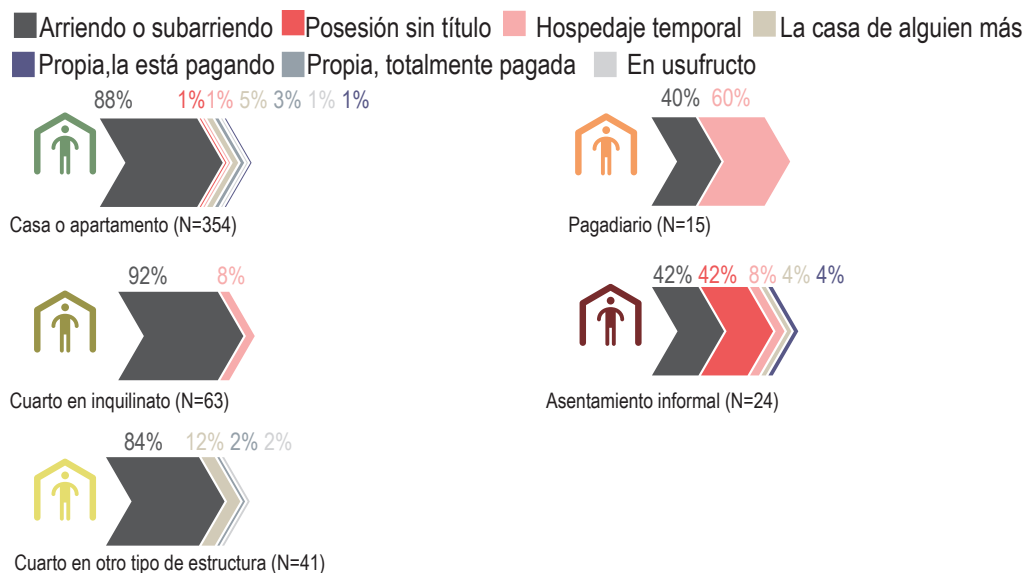 Arriendo o subarriendo Posesión sin título Hospedaje temporal La casa de alguien más
Propia,la está pagando Propia, totalmente pagada En usufructo
88% 1% 1% 5% 3% 1% 1%
Casa o apartamento (N=354)
40% 60%
Pagadiario (N=15)
92% 8%
Cuarto en inquilinato (N=63)
42% 42% 8% 4% 4%
Asentamiento informal (N=24)
84% 12% 2% 2%
Cuarto en otro tipo de estructura (N=41)